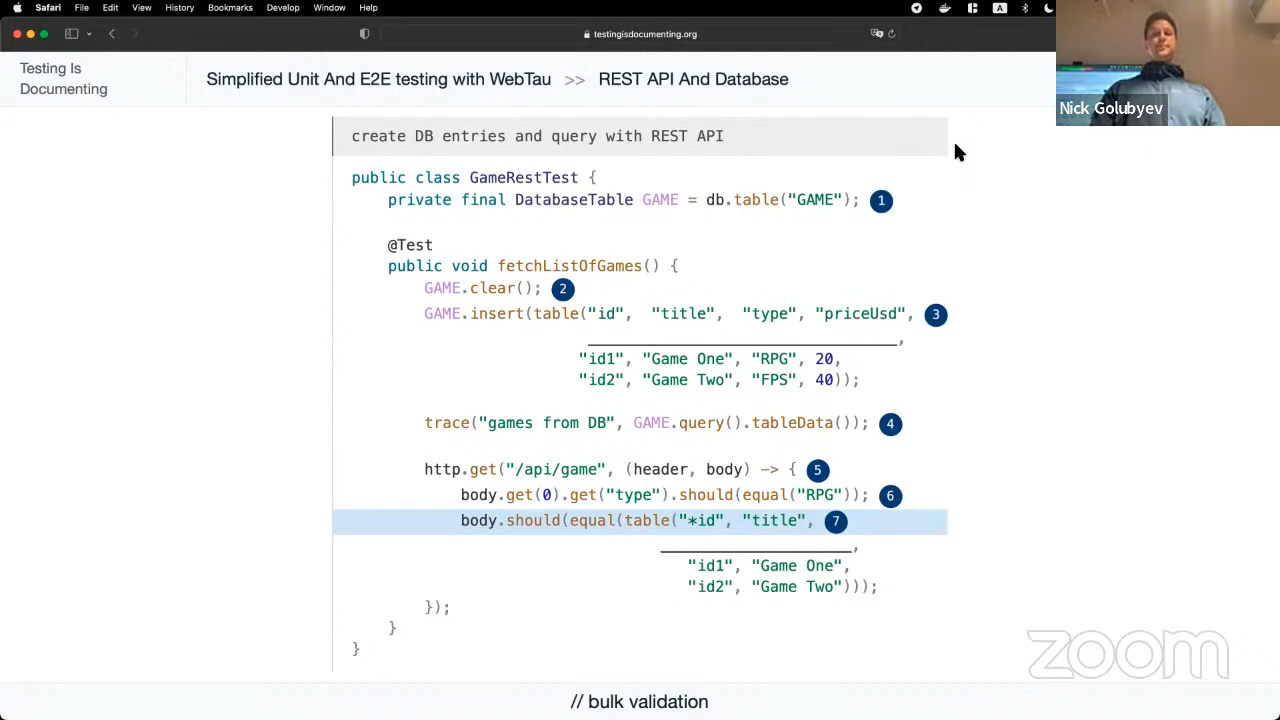 Safari File Edit View History Bookmarks Develop Window Help
testingisdocumenting.org
Testing Is
Documenting
Simplified Unit And E2E testing with WebTau >> REST API And Database
Nick Golubyev
create DB entries and query with REST API
public class GameRestTest {
private final DatabaseTable GAME = db.table("GAME"); 1
@Test
public void fetchListOfGames() {
GAME.clear(); 2
GAME.insert(table("id", "title", "type", "priceUsd", 3
________________________________,
"id1", "Game One", "RPG", 20,
"id2", "Game Two", "FPS", 40));
trace("games from DB", GAME.query().tableData()); 4
http.get("/api/game", (header, body) -> { 5
body.get(0).get("type").should(equal("RPG")); 6
body.should(equal(table("*id", "title", 7
____________________,
"id1", "Game One",
"id2", "Game Two")));
});
}
}
zoom
// bulk validation